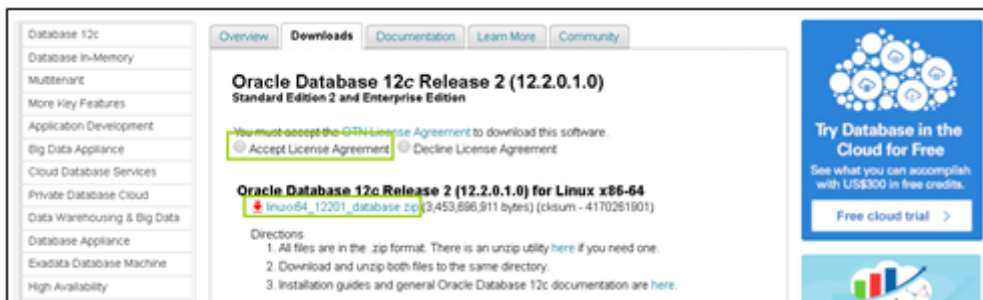 Database 12c
Database In-Memory
Multitenant
More Key Features
Application Development
Big Data Appliance
Cloud Database Services
Private Database Cloud
Data Warehousing & Big Data
Database Appliance
Exadata Database Machine
High Availability
Overview Downloads Documentation Learn More Community
Oracle Database 12c Release 2 (12.2.0.1.0)
Standard Edition 2 and Enterprise Edition
You must accept the OTN License Agreement to download this software.
Accept License Agreement Decline License Agreement
Oracle Database 12c Release 2 (12.2.0.1.0) for Linux x86-64
linuxx64_12201_database.zip (3,453,696,911 bytes) (cksum - 4170261901)
Directions
1. All files are in the .zip format. There is an unzip utility here if you need one.
2. Download and unzip both files to the same directory.
3. Installation guides and general Oracle Database 12c documentation are here.
Try Database in the
Cloud for Free
See what you can accomplish
with US$300 in free credits.
Free cloud trial >